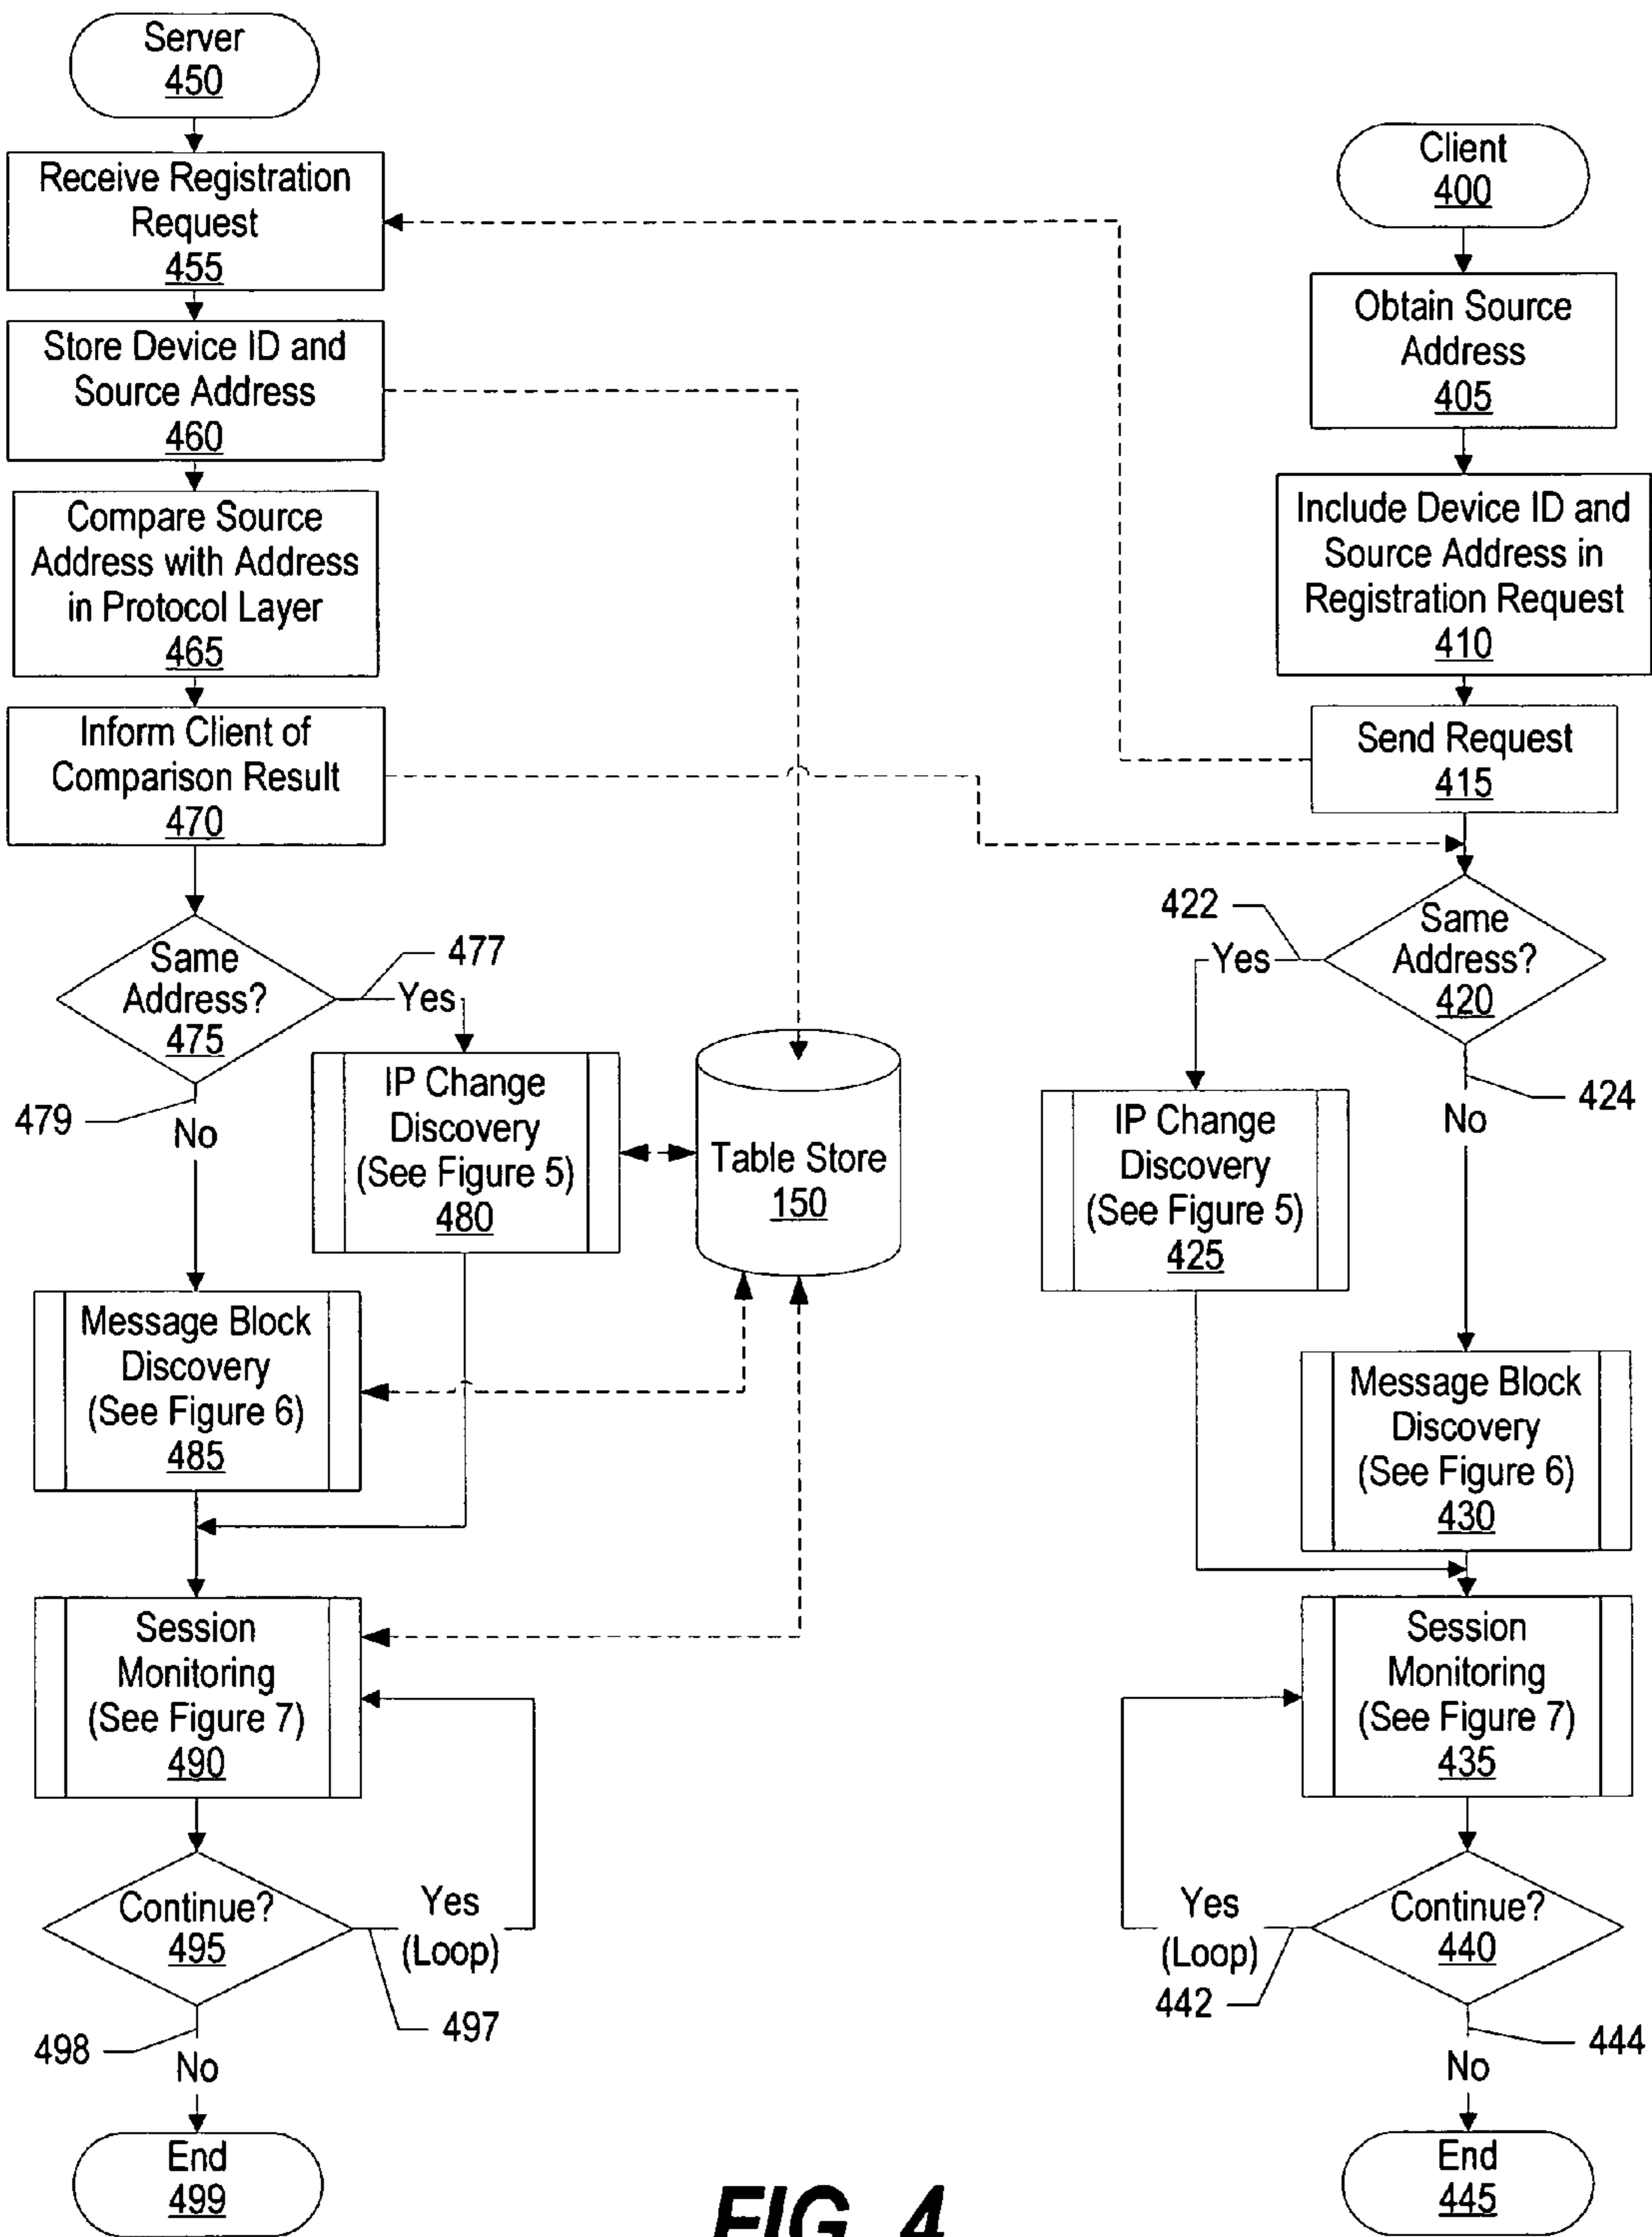 Server
450
Receive Registration
Request
455
Store Device ID and
Source Address
460
Compare Source
Address with Address
in Protocol Layer
465
Inform Client of
Comparison Result
470
Same
Address?
475
477
Yes
479
No
IP Change
Discovery
(See Figure 5)
480
Table Store
150
Message Block
Discovery
(See Figure 6)
485
Session
Monitoring
(See Figure 7)
490
Continue?
495
Yes
(Loop)
497
498
No
End
499
Client
400
Obtain Source
Address
405
Include Device ID and
Source Address in
Registration Request
410
Send Request
415
Same
Address?
420
422
Yes
424
No
IP Change
Discovery
(See Figure 5)
425
Message Block
Discovery
(See Figure 6)
430
Session
Monitoring
(See Figure 7)
435
Continue?
440
Yes
(Loop)
442
444
No
End
445
FIG. 4